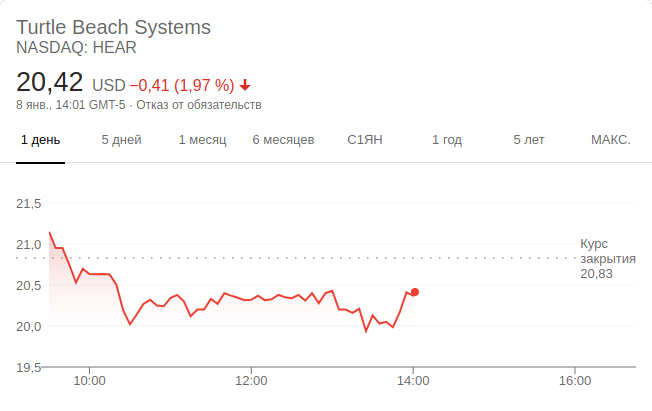 Turtle Beach Systems
NASDAQ: HEAR
20,42 USD −0,41 (1,97 %)
8 янв., 14:01 GMT-5 · Отказ от обязательств
1 день 5 дней 1 месяц 6 месяцев С1ЯН 1 год 5 лет МАКС.
21,5
21,0
20,5
20,0
19,5
Курс
закрытия
20,83
10:00 12:00 14:00 16:00